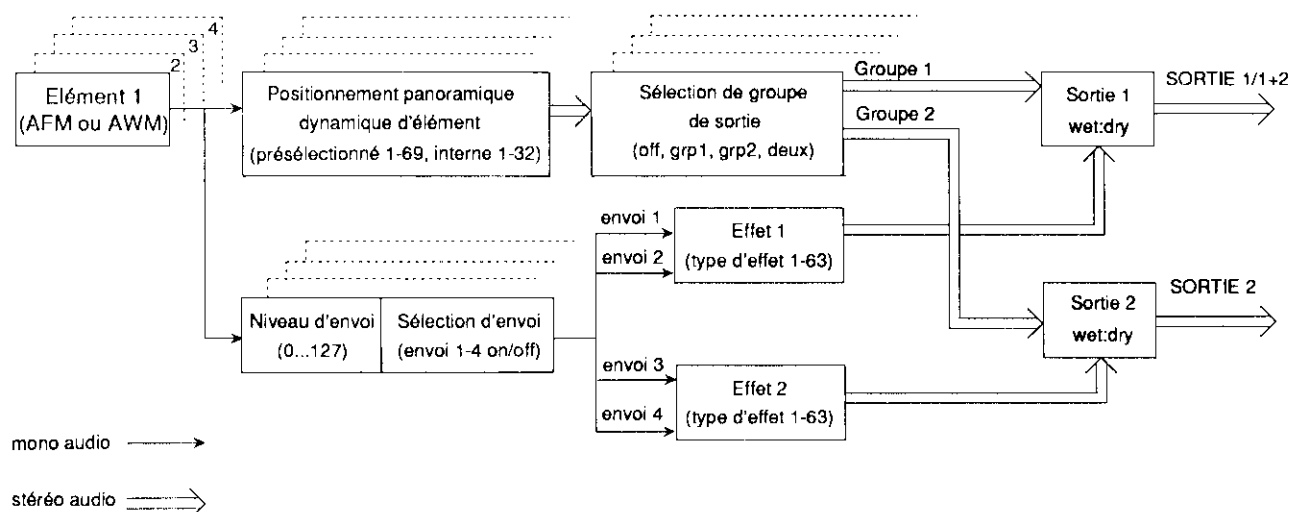 4
3
2
Elément 1
(AFM ou AWM)
Positionnement panoramique
dynamique d'élément
(présélectionné 1-69, interne 1-32)
Sélection de groupe
de sortie
(off, grp1, grp2, deux)
Groupe 1
Groupe 2
Sortie 1
wet:dry
SORTIE 1/1+2
Niveau d'envoi
(0...127)
Sélection d'envoi
(envoi 1-4 on/off)
envoi 1
envoi 2
Effet 1
(type d'effet 1-63)
envoi 3
envoi 4
Effet 2
(type d'effet 1-63)
Sortie 2
wet:dry
SORTIE 2
mono audio
stéréo audio